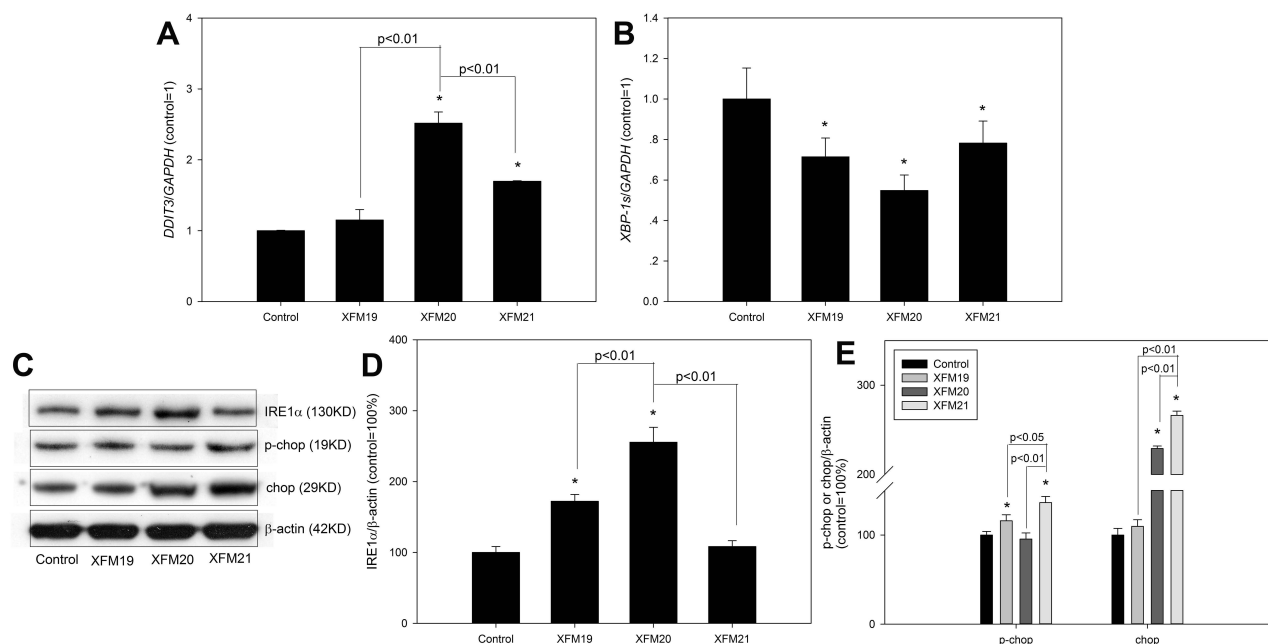 A
DDIT3/GAPDH (control=1)
4
3
2
1
0
p<0.01
p<0.01
*
*
Control
XFM19
XFM20
XFM21
B
XBP-1s/GAPDH (control=1)
1.4
1.2
1.0
.8
.6
.4
.2
0.0
*
*
*
Control
XFM19
XFM20
XFM21
C
IRE1α (130KD)
p-chop (19KD)
chop (29KD)
β-actin (42KD)
Control
XFM19
XFM20
XFM21
D
IRE1α/β-actin (control=100%)
400
300
200
100
0
p<0.01
p<0.01
*
*
Control
XFM19
XFM20
XFM21
E
p-chop or chop/β-actin
(control=100%)
300
200
100
0
Control
XFM19
XFM20
XFM21
p<0.05
p<0.01
*
*
p<0.01
p<0.01
*
*
p-chop
chop